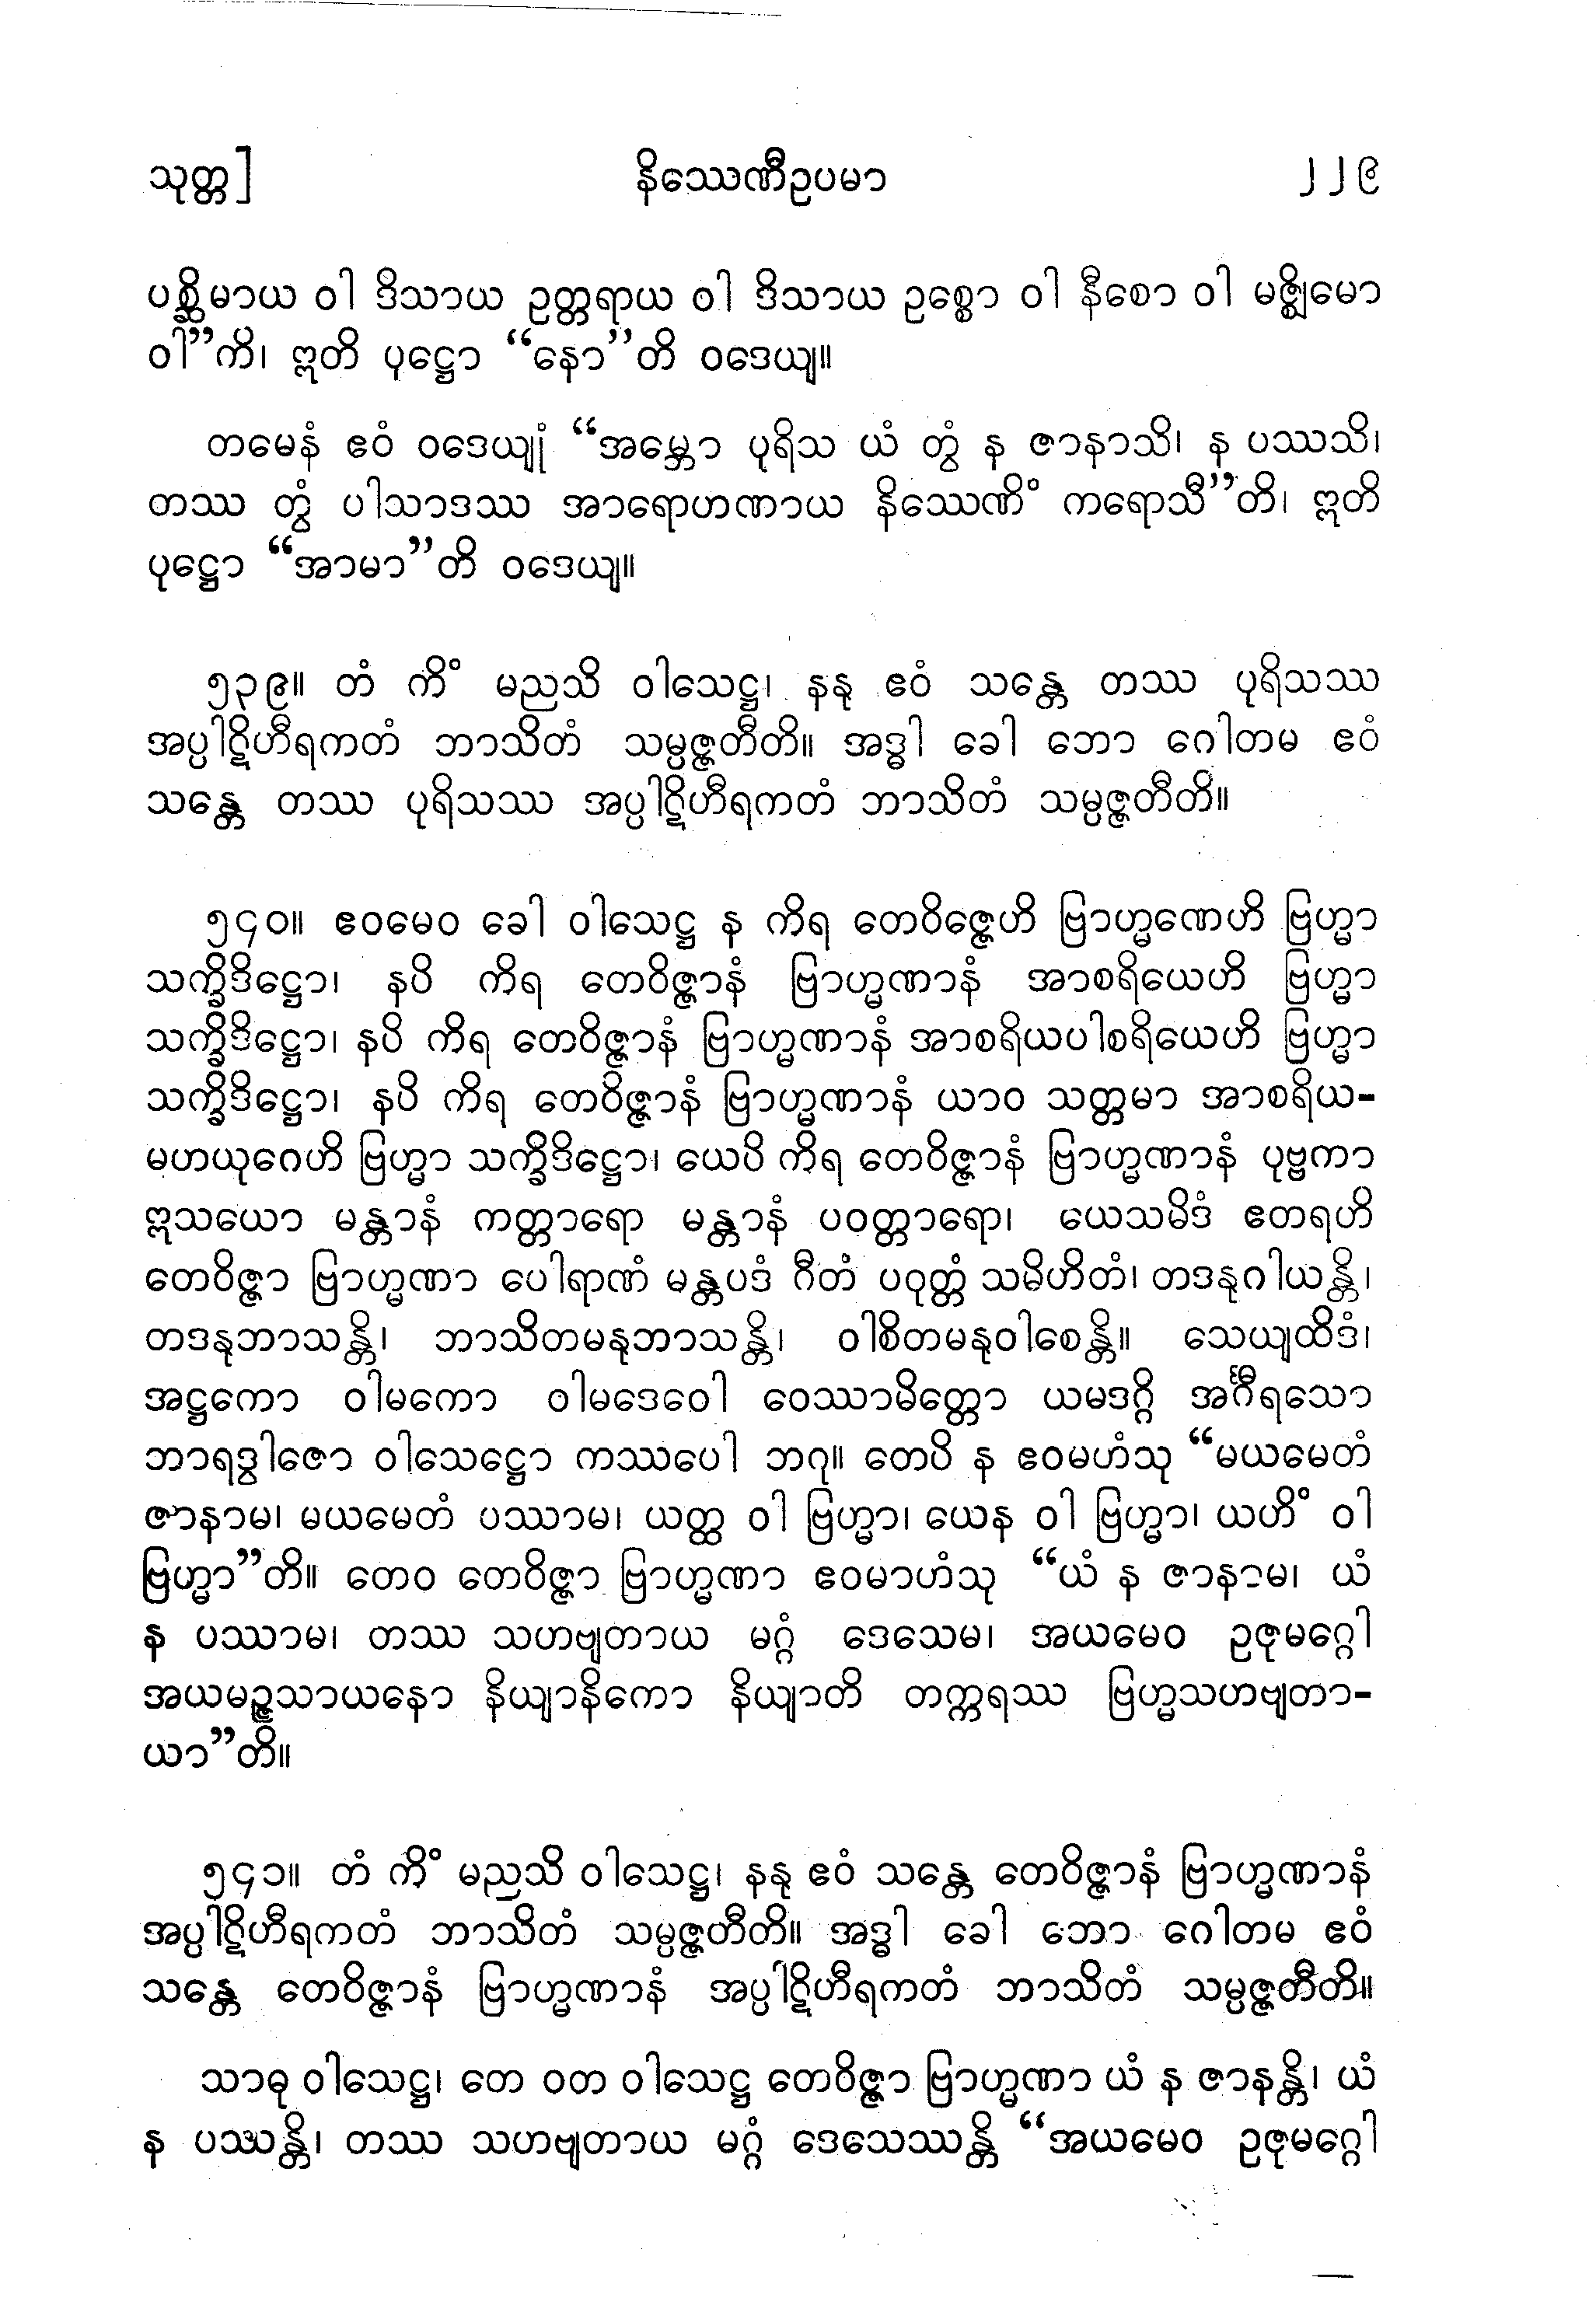 သုတ္တ] နိဿေဏီဥပမာ ၂၂၉
ပစ္ဆိမာယ ဝါ ဒိသာယ ဥတ္တရာယ ဝါ ဒိသာယ ဥစ္စော ဝါ နီစော ဝါ မဇ္ဈိမော
ဝါ”ကိ၊ ဣတိ ပုဋ္ဌော “နော”တိ ဝဒေယျ။
တမေနံ ဧဝံ ဝဒေယျုံ “အမ္ဘော ပုရိသ ယံ တွံ န ဇာနာသိ၊ န ပဿသိ၊
တဿ တွံ ပါသာဒဿ အာရောဟဏာယ နိဿေဏိံ ကရောသီ”တိ၊ ဣတိ
ပုဋ္ဌော “အာမာ”တိ ဝဒေယျ။
၅၃၉။ တံ ကိံ မညသိ ဝါသေဋ္ဌ၊ နနု ဧဝံ သန္တေ တဿ ပုရိသဿ
အပ္ပါဋိဟီရကတံ ဘာသိတံ သမ္ပဇ္ဇတီတိ။ အဒ္ဓါ ခေါ ဘော ဂေါတမ ဧဝံ
သန္တေ တဿ ပုရိသဿ အပ္ပါဋိဟီရကတံ ဘာသိတံ သမ္ပဇ္ဇတီတိ။
၅၄၀။ ဧဝမေဝ ခေါ ဝါသေဋ္ဌ န ကိရ တေဝိဇ္ဇေဟိ ဗြာဟ္မဏေဟိ ဗြဟ္မာ
သက္ခိဒိဋ္ဌော၊ နပိ ကိရ တေဝိဇ္ဇာနံ ဗြာဟ္မဏာနံ အာစရိယေဟိ ဗြဟ္မာ
သက္ခိဒိဋ္ဌော၊ နပိ ကိရ တေဝိဇ္ဇာနံ ဗြာဟ္မဏာနံ အာစရိယပါစရိယေဟိ ဗြဟ္မာ
သက္ခိဒိဋ္ဌော၊ နပိ ကိရ တေဝိဇ္ဇာနံ ဗြာဟ္မဏာနံ ယာဝ သတ္တမာ အာစရိယ-
မဟယုဂေဟိ ဗြဟ္မာ သက္ခိဒိဋ္ဌော၊ ယေပိ ကိရ တေဝိဇ္ဇာနံ ဗြာဟ္မဏာနံ ပုဗ္ဗကာ
ဣသယော မန္တာနံ ကတ္တာရော မန္တာနံ ပဝတ္တာရော၊ ယေသမိဒံ ဧတရဟိ
တေဝိဇ္ဇာ ဗြာဟ္မဏာ ပေါရာဏံ မန္တပဒံ ဂီတံ ပဝုတ္တံ သမိဟိတံ၊ တဒနုဂါယန္တိ၊
တဒနုဘာသန္တိ၊ ဘာသိတမနုဘာသန္တိ၊ ဝါစိတမနုဝါစေန္တိ။ သေယျထိဒံ၊
အဋ္ဌကော ဝါမကော ဝါမဒေဝေါ ဝေဿာမိတ္တော ယမဒဂ္ဂိ အင်္ဂီရသော
ဘာရဒွါဇော ဝါသေဋ္ဌော ကဿပေါ ဘဂု။ တေပိ န ဧဝမဟံသု “မယမေတံ
ဇာနာမ၊ မယမေတံ ပဿာမ၊ ယတ္ထ ဝါ ဗြဟ္မာ၊ ယေန ဝါ ဗြဟ္မာ၊ ယဟိံ ဝါ
ဗြဟ္မာ”တိ။ တေဝ တေဝိဇ္ဇာ ဗြာဟ္မဏာ ဧဝမာဟံသု “ယံ န ဇာနာမ၊ ယံ
န ပဿာမ၊ တဿ သဟဗျတာယ မဂ္ဂံ ဒေသေမ၊ အယမေဝ ဥဇုမဂ္ဂေါ
အယမဉ္ဇသာယနော နိယျာနိကော နိယျာတိ တက္ကရဿ ဗြဟ္မသဟဗျတာ-
ယာ”တိ။
၅၄၁။ တံ ကိံ မညသိ ဝါသေဋ္ဌ၊ နနု ဧဝံ သန္တေ တေဝိဇ္ဇာနံ ဗြာဟ္မဏာနံ
အပ္ပါဋိဟီရကတံ ဘာသိတံ သမ္ပဇ္ဇတီတိ။ အဒ္ဓါ ခေါ ဘော ဂေါတမ ဧဝံ
သန္တေ တေဝိဇ္ဇာနံ ဗြာဟ္မဏာနံ အပ္ပါဋိဟီရကတံ ဘာသိတံ သမ္ပဇ္ဇတီတိ။
သာဓု ဝါသေဋ္ဌ၊ တေ ဝတ ဝါသေဋ္ဌ တေဝိဇ္ဇာ ဗြာဟ္မဏာ ယံ န ဇာနန္တိ၊ ယံ
န ပဿန္တိ၊ တဿ သဟဗျတာယ မဂ္ဂံ ဒေသေဿန္တိ “အယမေဝ ဥဇုမဂ္ဂေါ